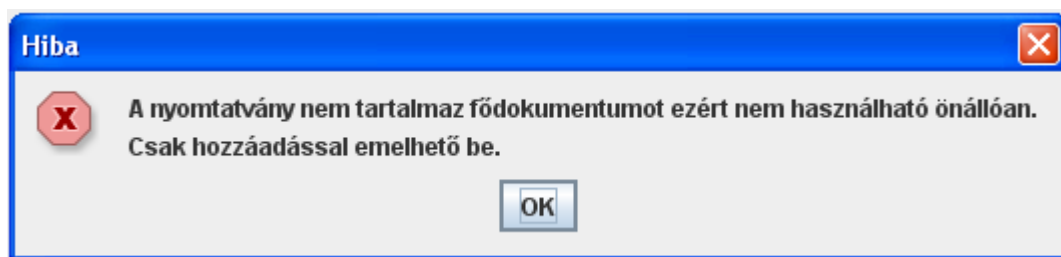 Hiba
A nyomtatvány nem tartalmaz fődokumentumot ezért nem használható önállóan.
Csak hozzáadással emelhető be.
OK